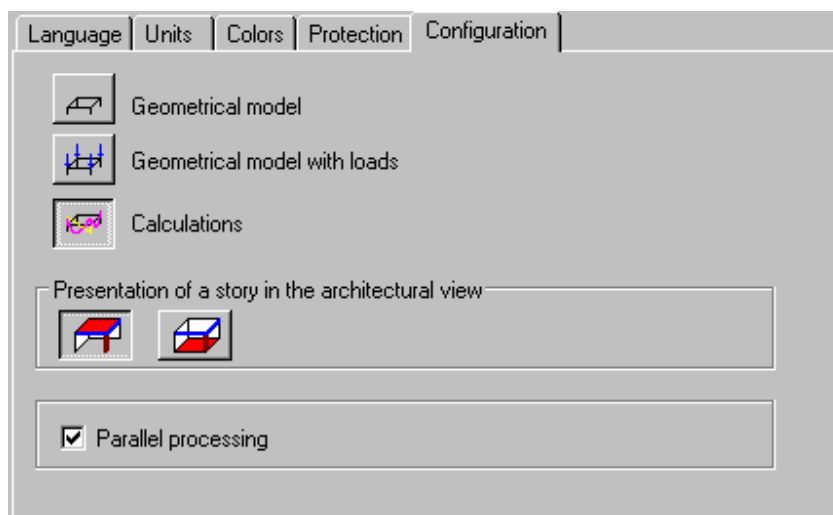 Language Units Colors Protection Configuration
Geometrical model
Geometrical model with loads
Calculations
Presentation of a story in the architectural view
Parallel processing